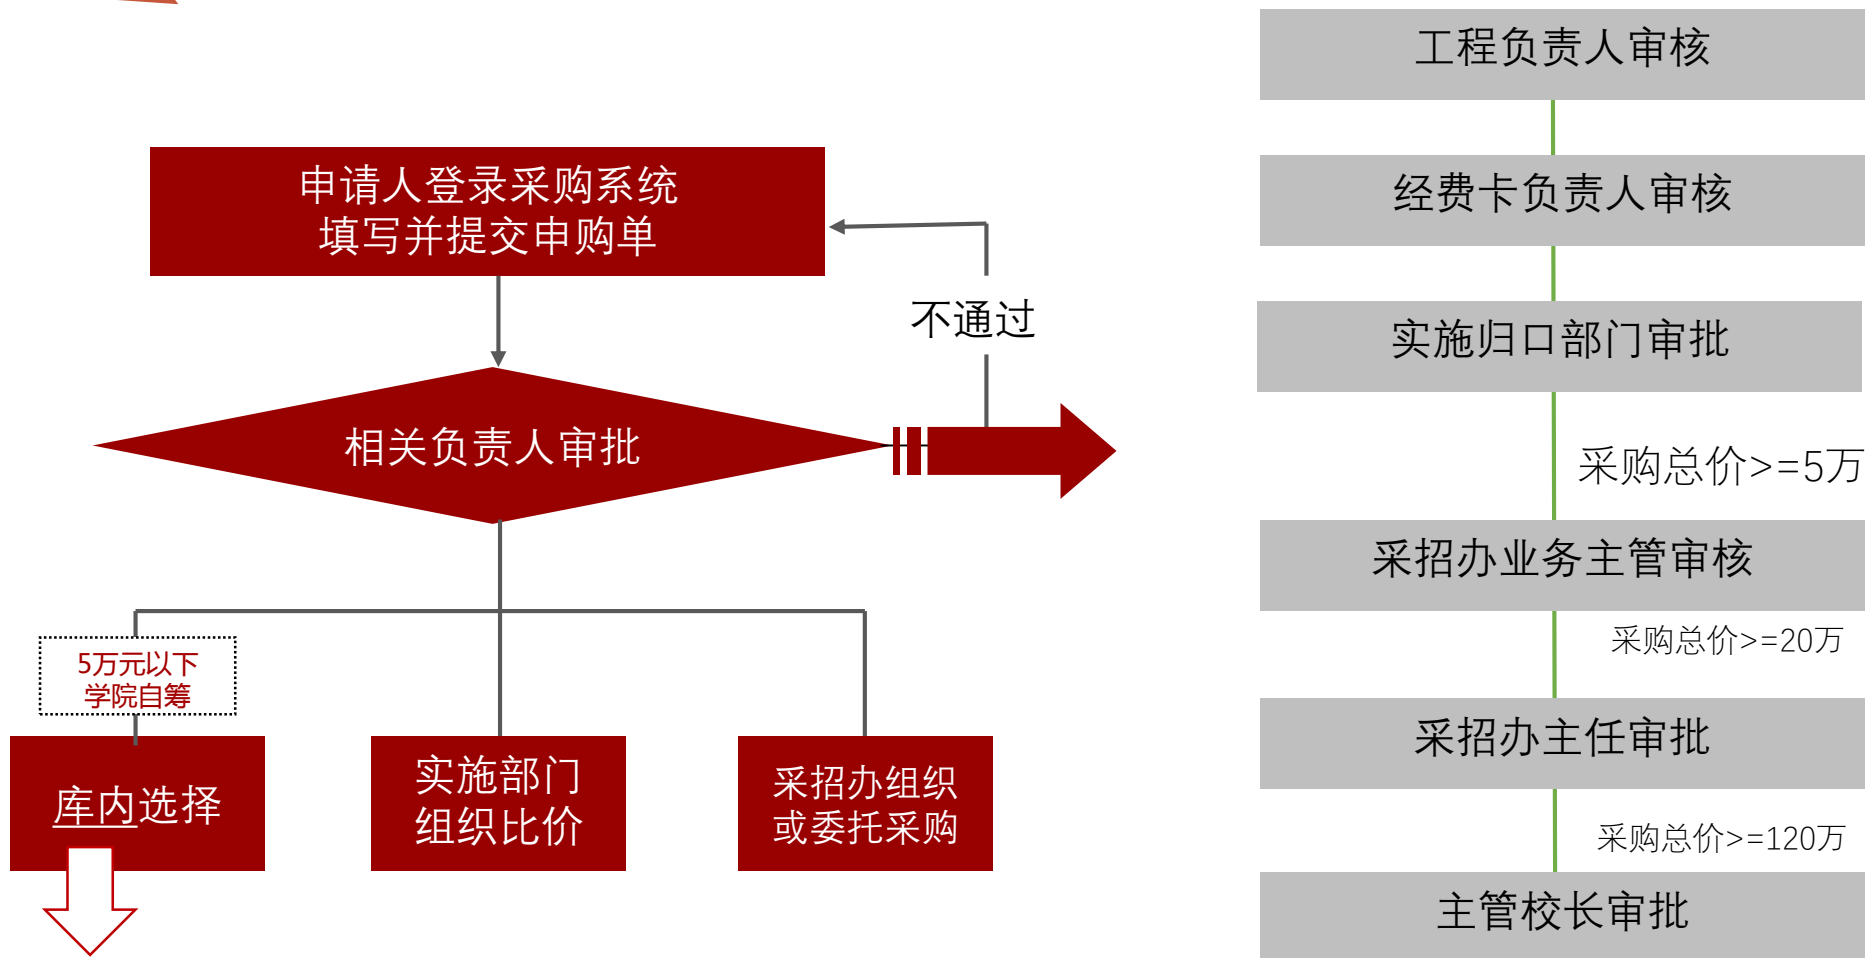 申请人登录采购系统
填写并提交申购单
不通过
相关负责人审批
5万元以下
学院自筹
库内选择
实施部门
组织比价
采招办组织
或委托采购
工程负责人审核
经费卡负责人审核
实施归口部门审批
采购总价>=5万
采招办业务主管审核
采购总价>=20万
采招办主任审批
采购总价>=120万
主管校长审批